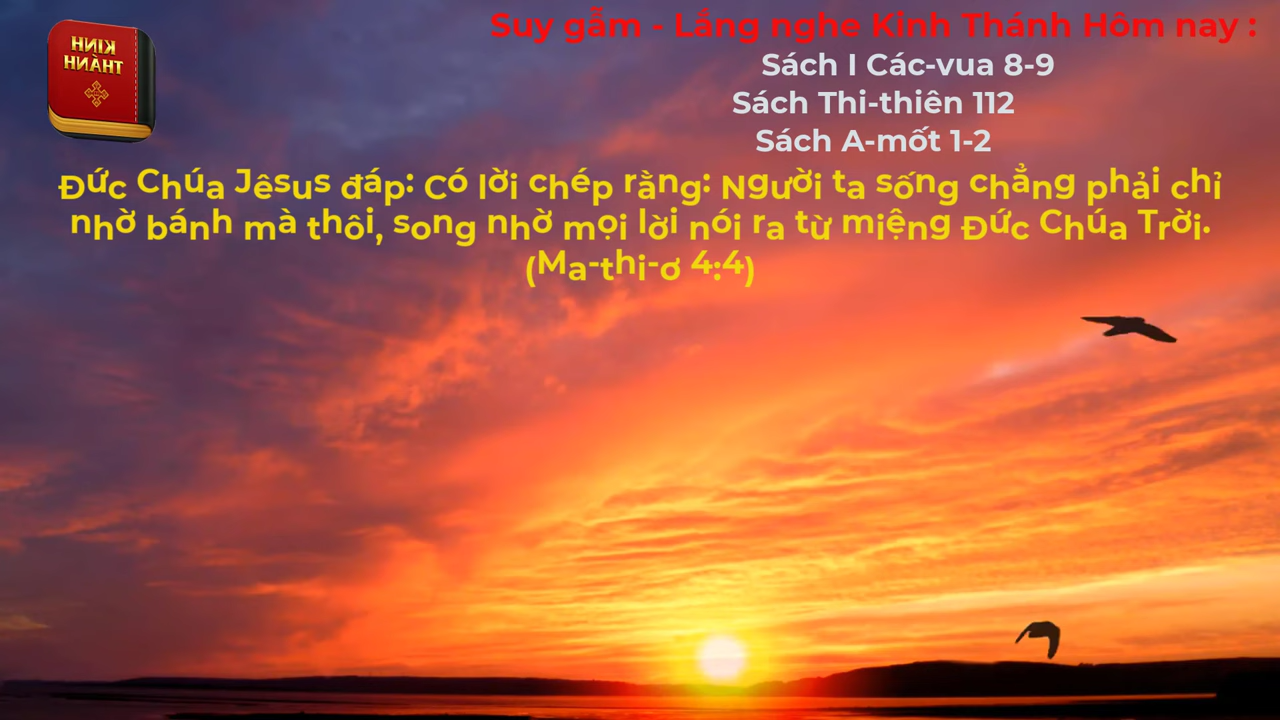 KINH
THÁNH
Suy gẫm - Lắng nghe Kinh Thánh Hôm nay :
Sách I Các-vua 8-9
Sách Thi-thiên 112
Sách A-mốt 1-2
Đức Chúa Jêsus đáp: Có lời chép rằng: Người ta sống chẳng phải chỉ
nhờ bánh mà thôi, song nhờ mọi lời nói ra từ miệng Đức Chúa Trời.
(Ma-thi-ơ 4:4)